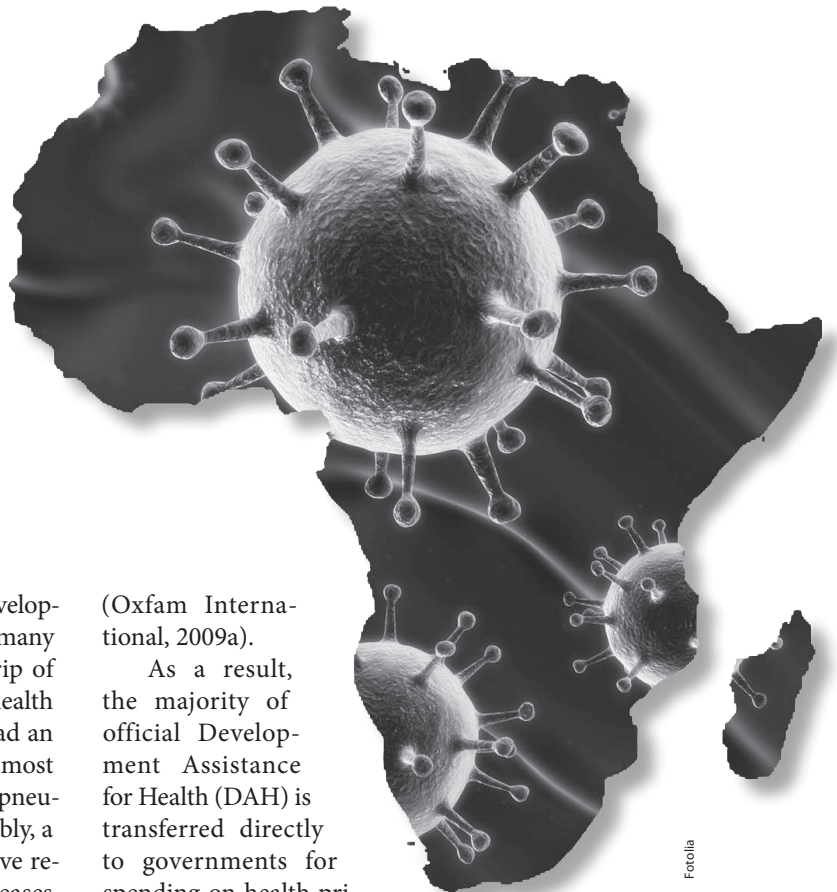 velop-
many
rip of
ealth
ad an
most
pneu-
bly, a
ve re-
eases
(Oxfam Interna-
tional, 2009a).
As a result,
the majority of
official Develop-
ment Assistance
for Health (DAH) is
transferred directly
to governments for
spending on health pri
Fotolia